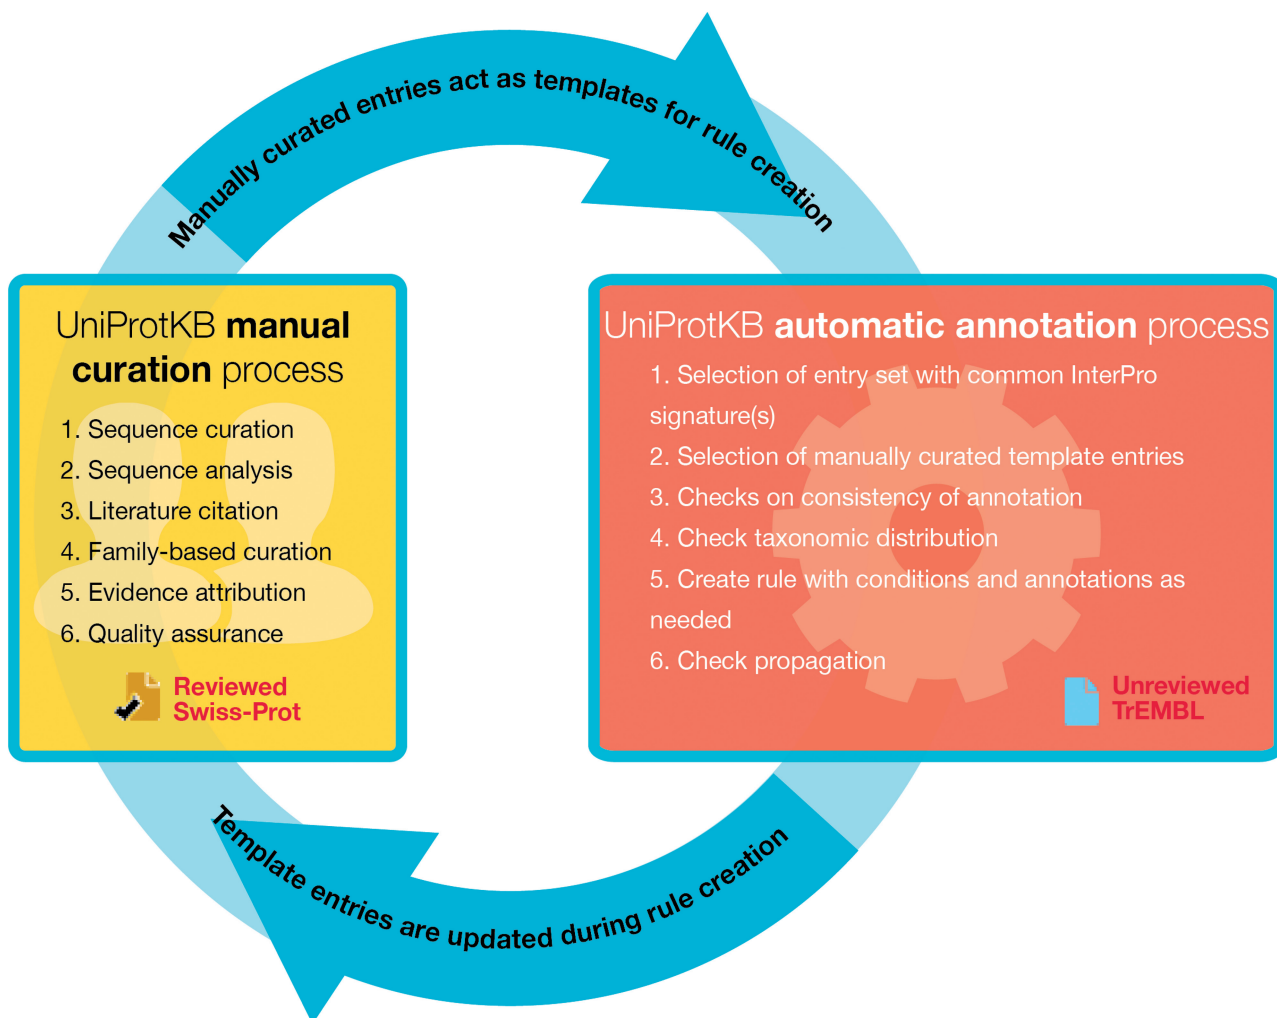 Manually curated entries act as templates for rule creation
UniProtKB manual
curation process
1. Sequence curation
2. Sequence analysis
3. Literature citation
4. Family-based curation
5. Evidence attribution
6. Quality assurance
Reviewed
Swiss-Prot
UniProtKB automatic annotation process
1. Selection of entry set with common InterPro
signature(s)
2. Selection of manually curated template entries
3. Checks on consistency of annotation
4. Check taxonomic distribution
5. Create rule with conditions and annotations as
needed
6. Check propagation
Unreviewed
TrEMBL
Template entries are updated during rule creation